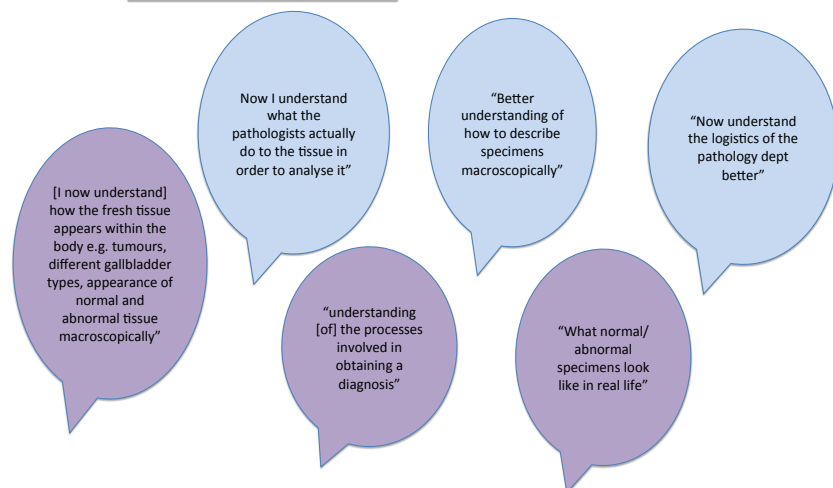 Now I understand
what the
pathologists actually
do to the tissue in
order to analyse it”
“Better
understanding of
how to describe
specimens
macroscopically”
“Now understand
the logistics of the
pathology dept
better”
[I now understand]
how the fresh tissue
appears within the
body e.g. tumours,
different gallbladder
types, appearance of
normal and
abnormal tissue
macroscopically”
“understanding
[of] the processes
involved in
obtaining a
diagnosis”
“What normal/
abnormal
specimens look
like in real life”